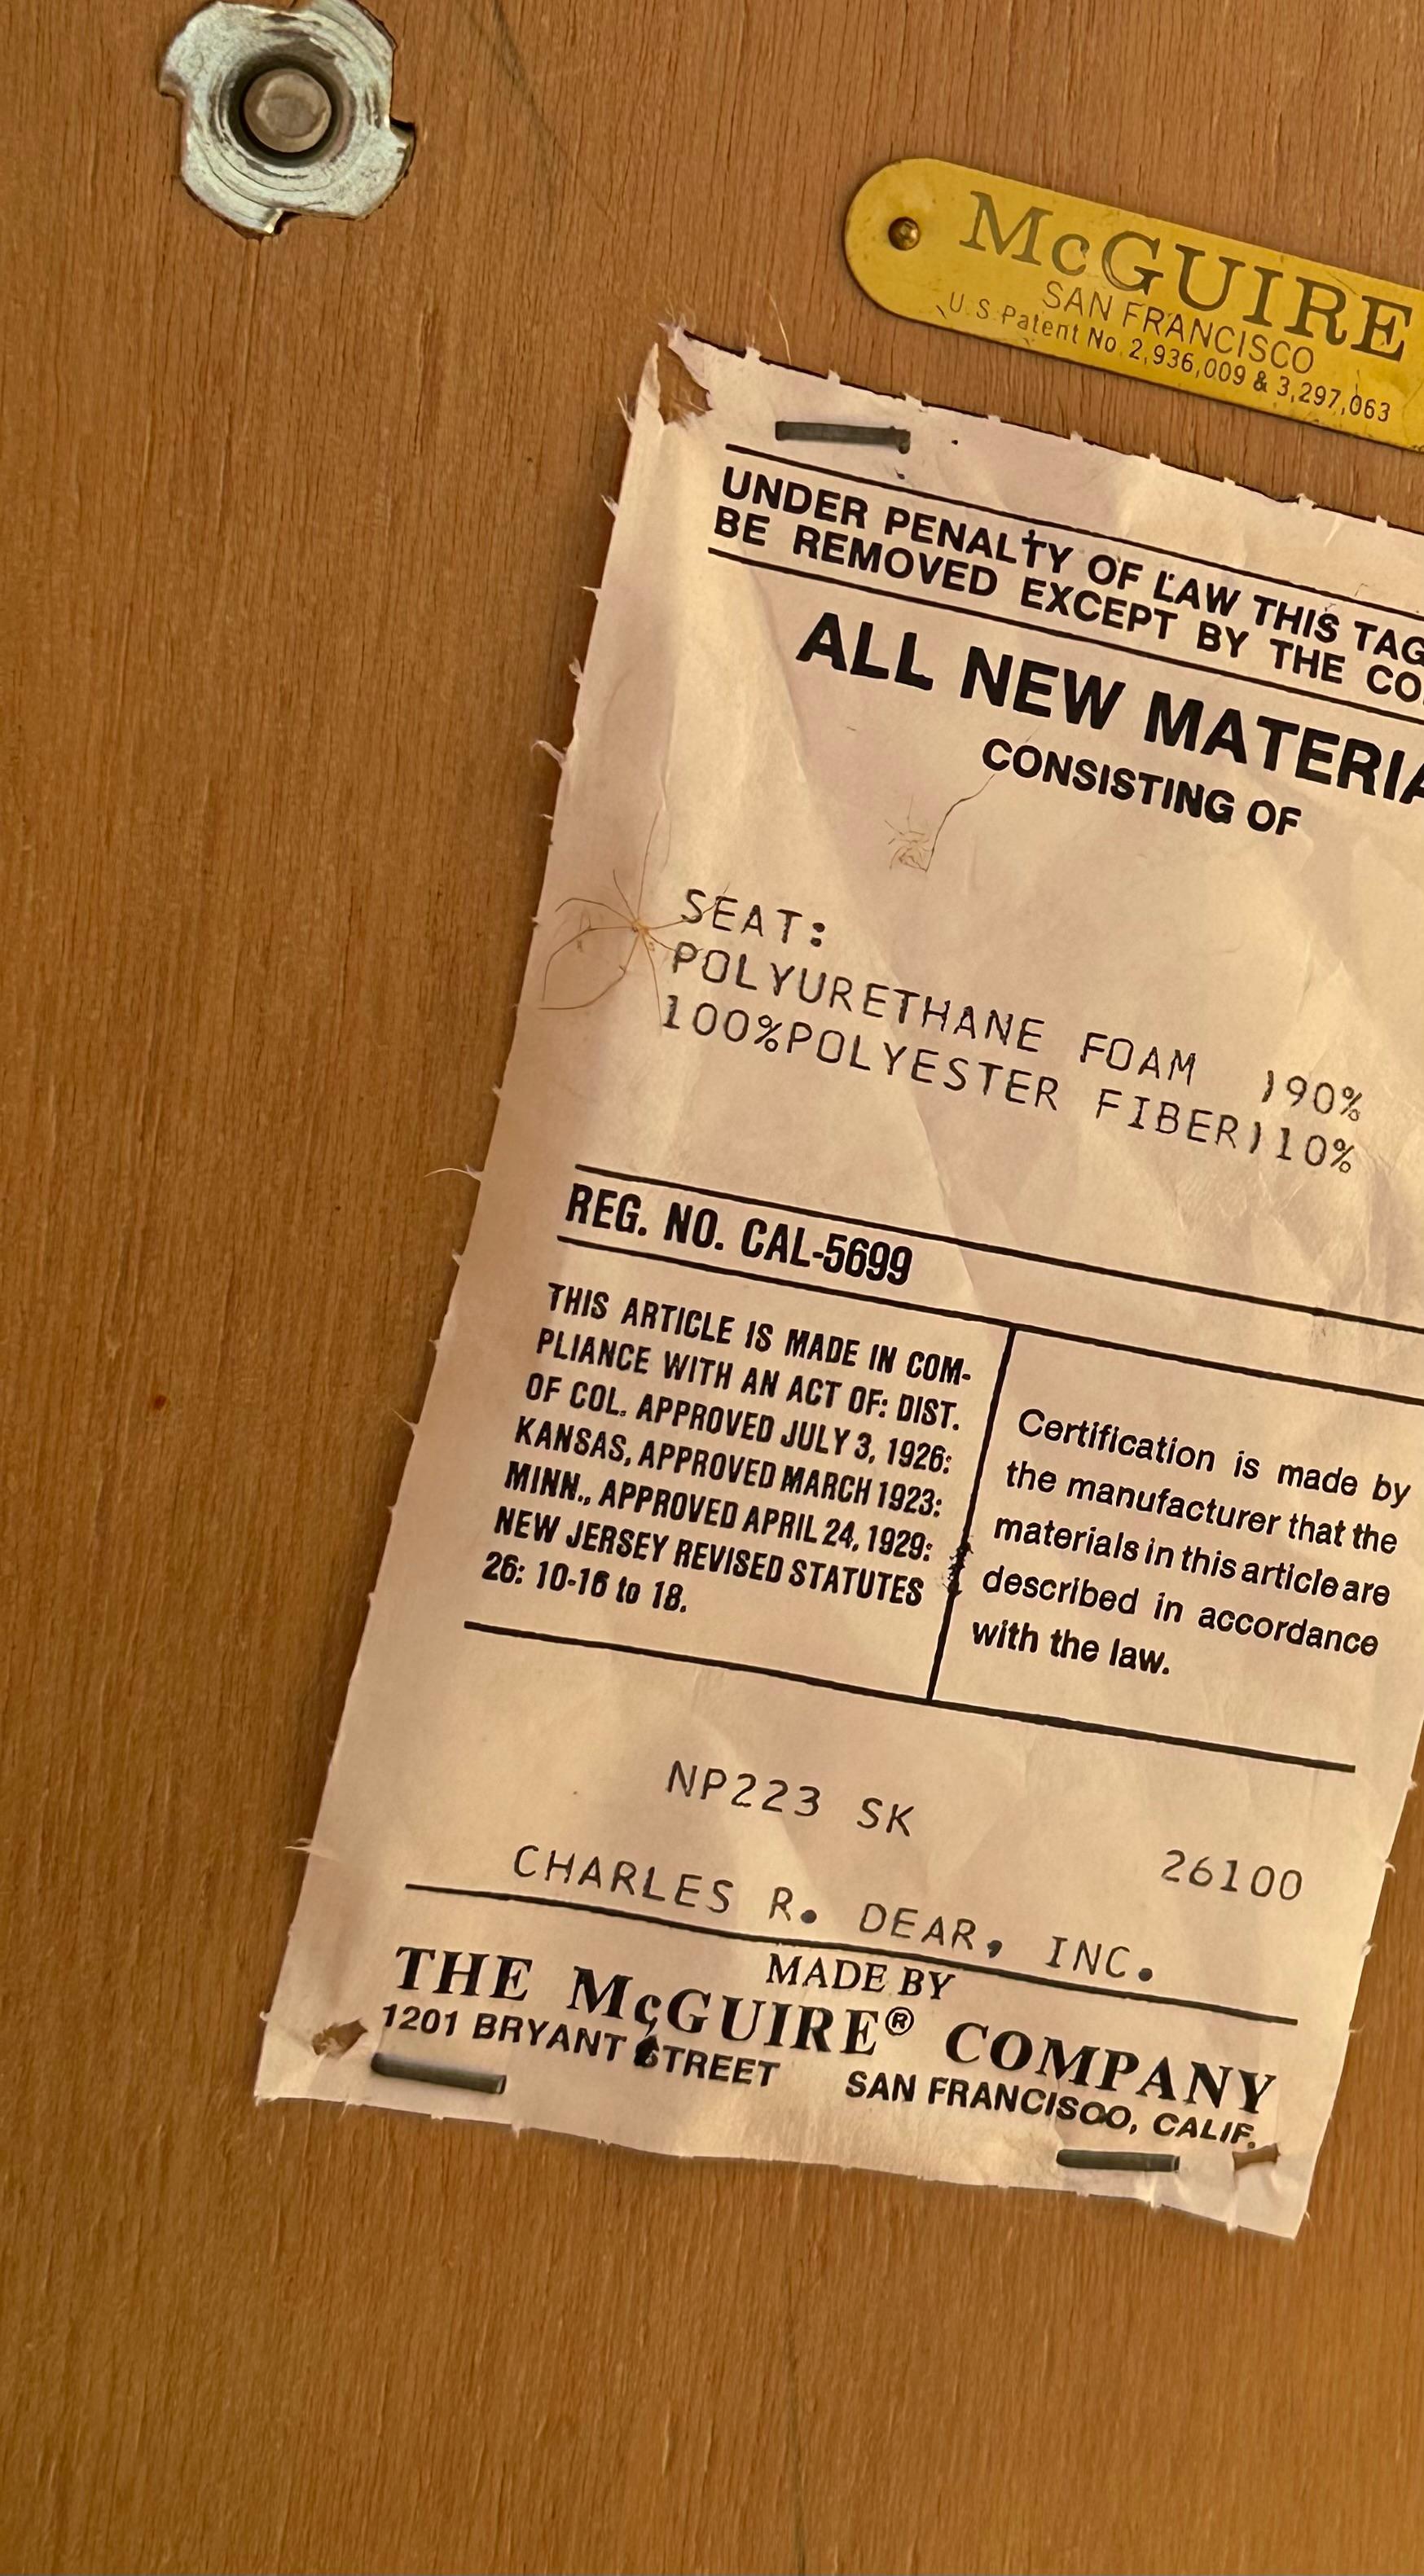 McGUIRE
SAN FRANCISCO
U.S. Patent No. 2,936,009 & 3,297,063
UNDER PENALTY OF LAW THIS TAG
BE REMOVED EXCEPT BY THE CO
ALL NEW MATERIA
CONSISTING OF
SEAT:
POLYURETHANE FOAM )90%
100%POLYESTER FIBER)10%
REG. NO. CAL-5699
THIS ARTICLE IS MADE IN COM-
PLIANCE WITH AN ACT OF: DIST.
OF COL. APPROVED JULY 3, 1926:
KANSAS, APPROVED MARCH 1923:
MINN., APPROVED APRIL 24, 1929:
NEW JERSEY REVISED STATUTES
26: 10-16 to 18.
Certification is made by
the manufacturer that the
materials in this article are
described in accordance
with the law.
NP223 SK
26100
CHARLES R. DEAR, INC.
MADE BY
THE McGUIRE® COMPANY
1201 BRYANT STREET SAN FRANCISCO, CALIF.